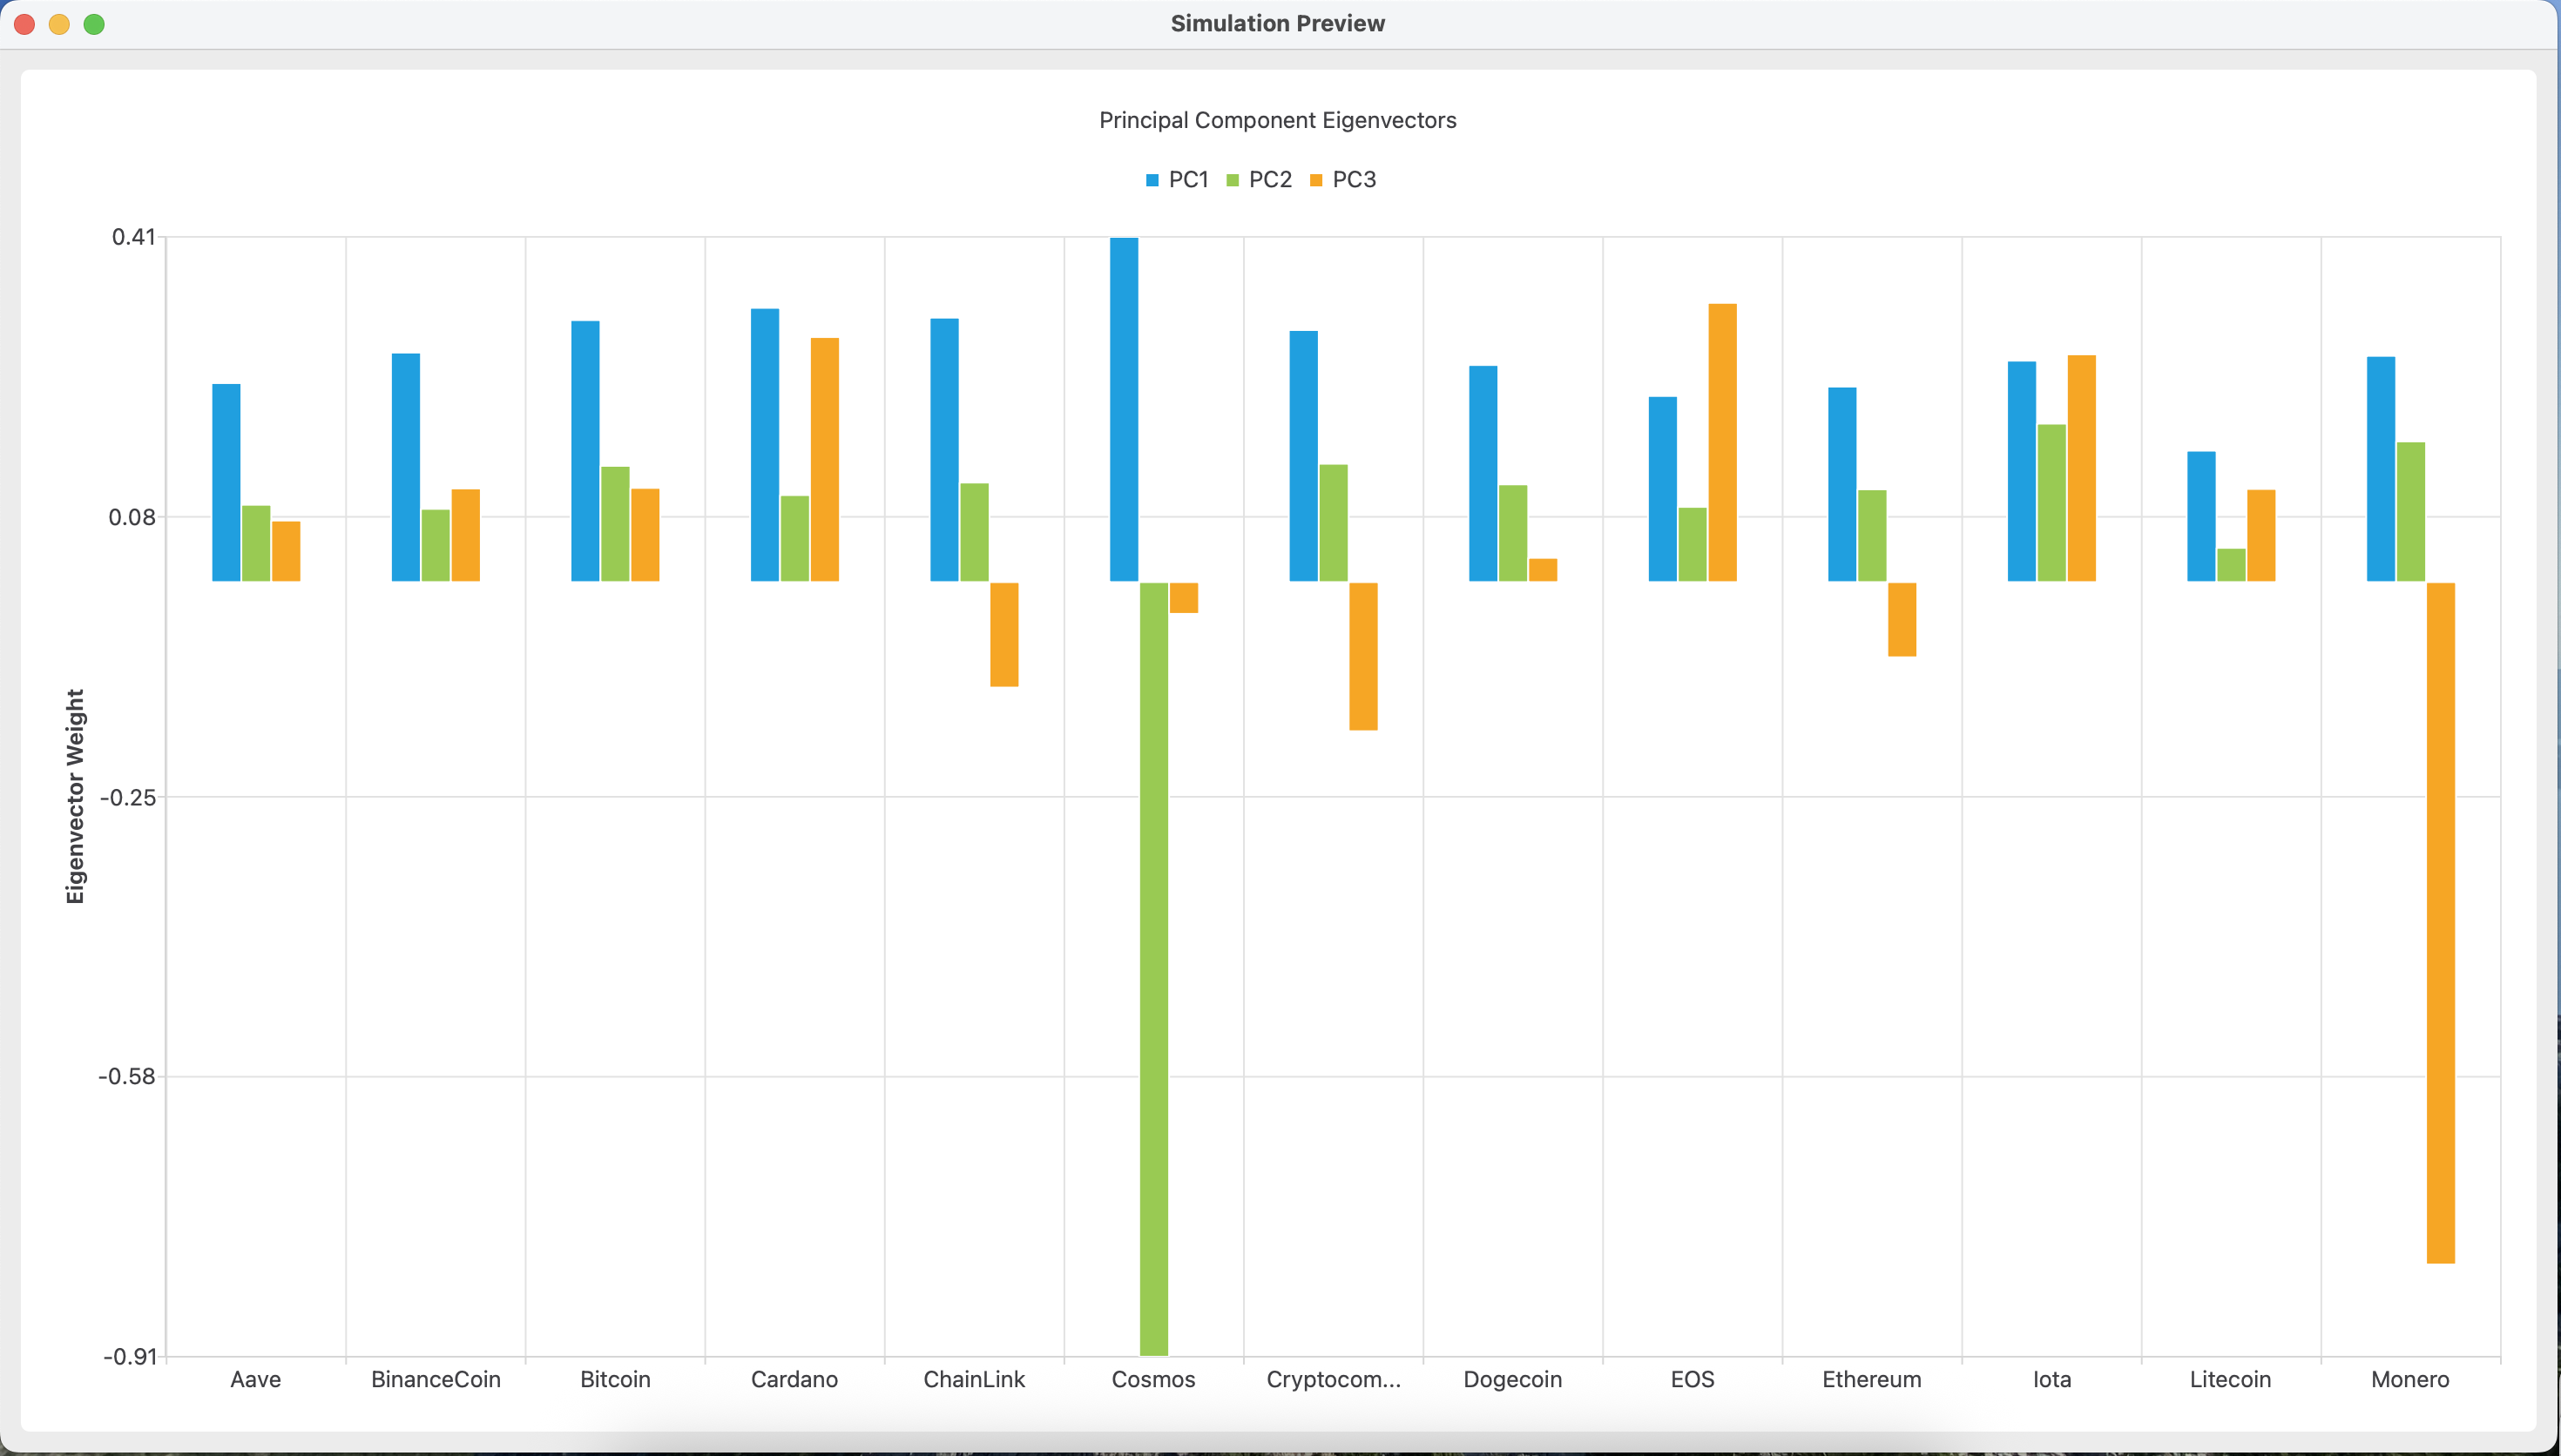 Simulation Preview
Principal Component Eigenvectors
PC1 PC2 PC3
0.41
0.08
-0.25
-0.58
-0.91
Eigenvector Weight
Aave BinanceCoin Bitcoin Cardano ChainLink Cosmos Cryptocom... Dogecoin EOS Ethereum Iota Litecoin Monero